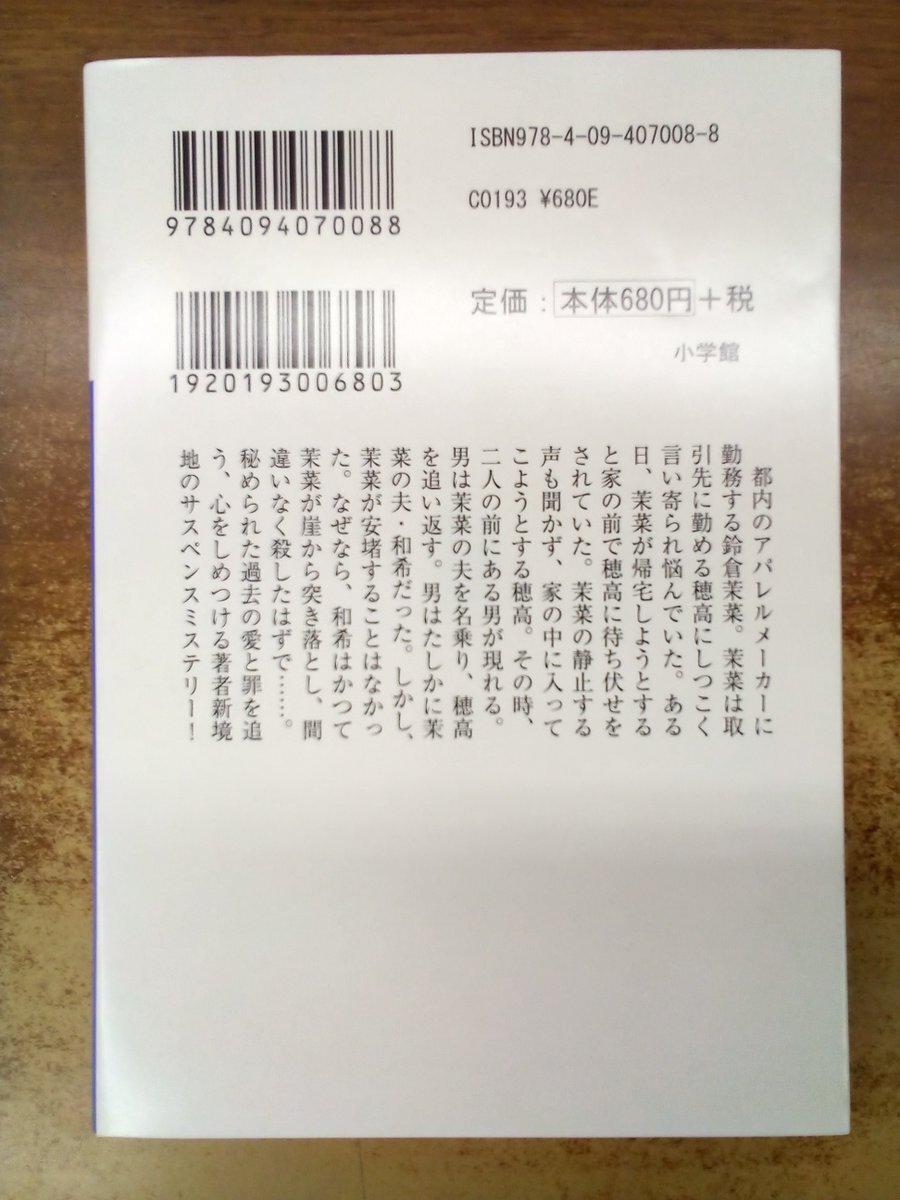 ISBN978-4-09-407008-8
C0193 ¥680E
9784094070088
定価：本体680円＋税
小学館
1920193006803
都内のアパレルメーカーに
勤務する鈴倉茉菜。茉菜は取
引先に勤める穂高にしつこく
言い寄られ悩んでいた。ある
日、茉菜が帰宅しようとする
と家の前で穂高に待ち伏せを
されていた。茉菜の静止する
声も聞かず、家の中に入って
こようとする穂高。その時、
二人の前にある男が現れる。
男は茉菜の夫を名乗り、穂高
を追い返す。男はたしかに茉
菜の夫・和希だった。しかし、
茉菜が安堵することはなかっ
た。なぜなら、和希はかつて
茉菜が崖から突き落とし、間
違いなく殺したはずで……。
秘められた過去の愛と罪を追
う、心をしめつける著者新境
地のサスペンスミステリー！